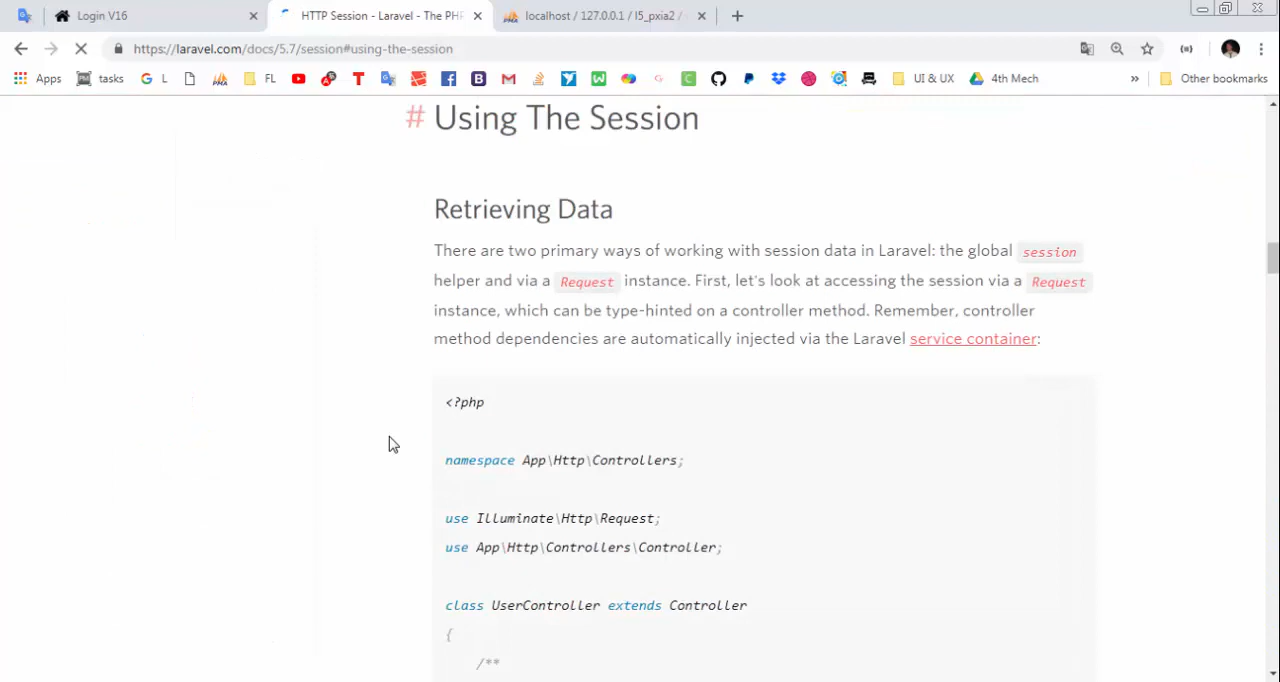 Login V16
HTTP Session - Laravel - The PHP
localhost / 127.0.0.1 / l5_pxia2 /
https://laravel.com/docs/5.7/session#using-the-session
Apps
tasks
L
FL
UI & UX
4th Mech
»
Other bookmarks
# Using The Session
Retrieving Data
There are two primary ways of working with session data in Laravel: the global session
helper and via a Request instance. First, let's look at accessing the session via a Request
instance, which can be type-hinted on a controller method. Remember, controller
method dependencies are automatically injected via the Laravel service container:
<?php
namespace App\Http\Controllers;
use Illuminate\Http\Request;
use App\Http\Controllers\Controller;
class UserController extends Controller
{
/**